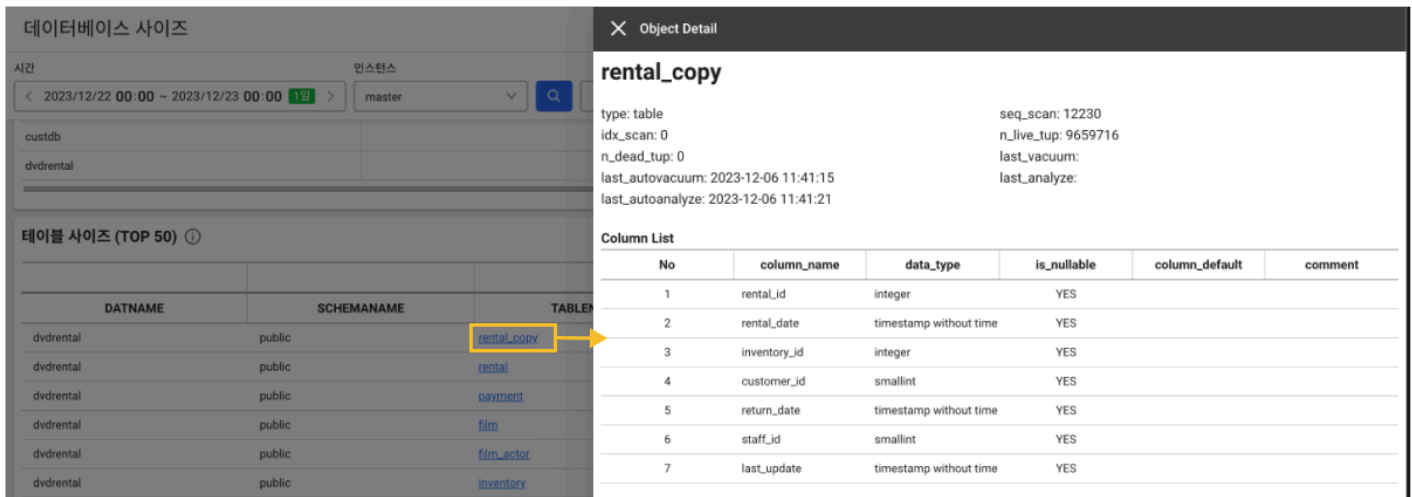 데이터베이스 사이즈
시간
인스턴스
< 2023/12/22 00:00 ~ 2023/12/23 00:00 1일 >
master
custdb
dvdrental
테이블 사이즈 (TOP 50)
DATNAME SCHEMANAME
dvdrental public rental_copy
dvdrental public rental
dvdrental public payment
dvdrental public film
dvdrental public film_actor
dvdrental public inventory
Object Detail
rental_copy
type: table seq_scan: 12230
idx_scan: 0 n_live_tup: 9659716
n_dead_tup: 0 last_vacuum:
last_autovacuum: 2023-12-06 11:41:15 last_analyze:
last_autoanalyze: 2023-12-06 11:41:21
Column List
No column_name data_type is_nullable column_default comment
1 rental_id integer YES
2 rental_date timestamp without time YES
3 inventory_id integer YES
4 customer_id smallint YES
5 return_date timestamp without time YES
6 staff_id smallint YES
7 last_update timestamp without time YES